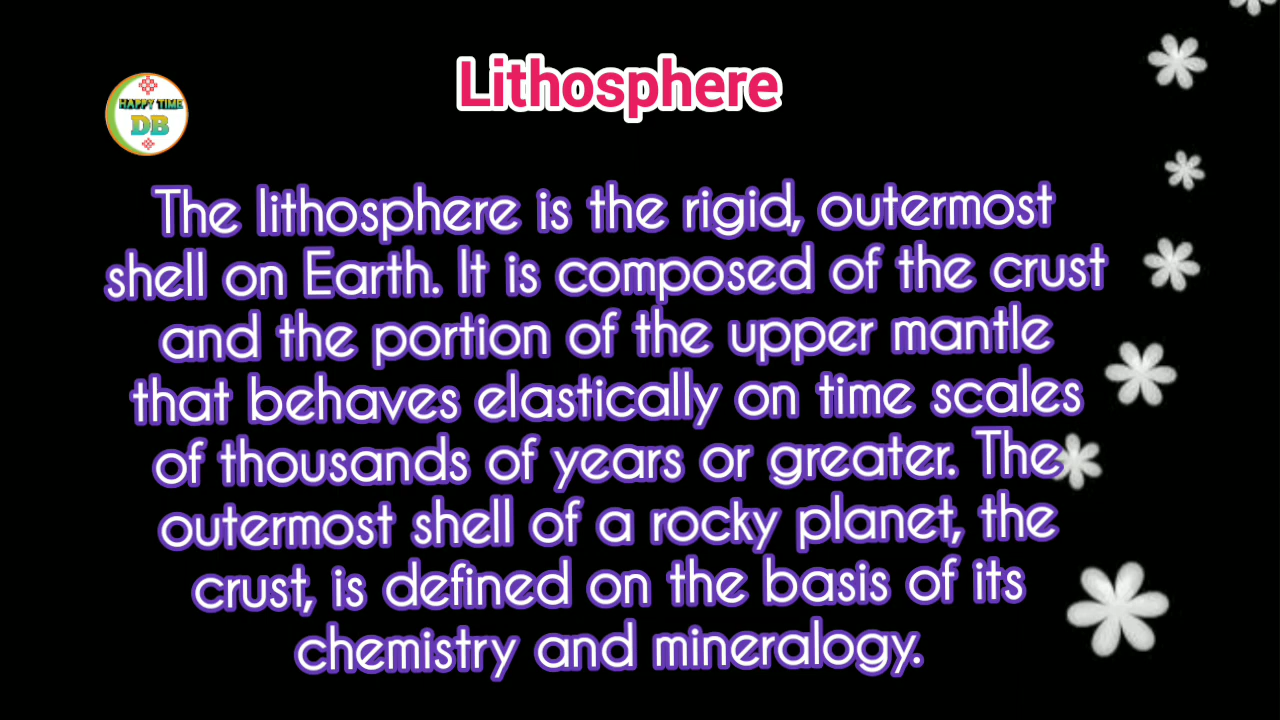 Lithosphere
HAPPY TIME
DB
The lithosphere is the rigid, outermost
shell on Earth. It is composed of the crust
and the portion of the upper mantle
that behaves elastically on time scales
of thousands of years or greater. The
outermost shell of a rocky planet, the
crust, is defined on the basis of its
chemistry and mineralogy.